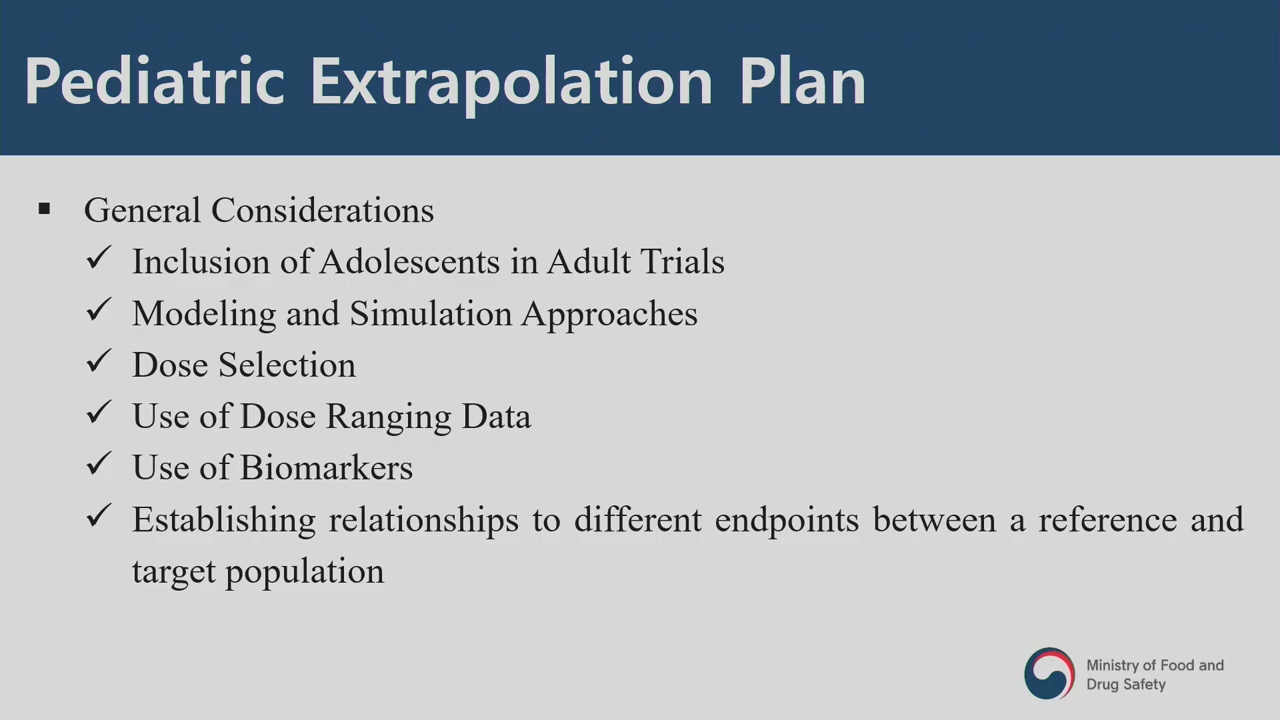 Pediatric Extrapolation Plan
▪ General Considerations
✓ Inclusion of Adolescents in Adult Trials
✓ Modeling and Simulation Approaches
✓ Dose Selection
✓ Use of Dose Ranging Data
✓ Use of Biomarkers
✓ Establishing relationships to different endpoints between a reference and
target population
Ministry of Food and
Drug Safety